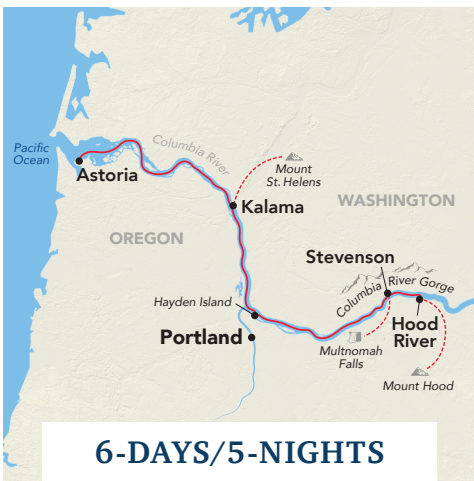 Pacific
Ocean
Astoria
Columbia River
Mount
St. Helens
Kalama
WASHINGTON
OREGON
Stevenson
Columbia River Gorge
Hayden Island
Portland
Hood
River
Multnomah
Falls
Mount Hood
6-DAYS/5-NIGHTS